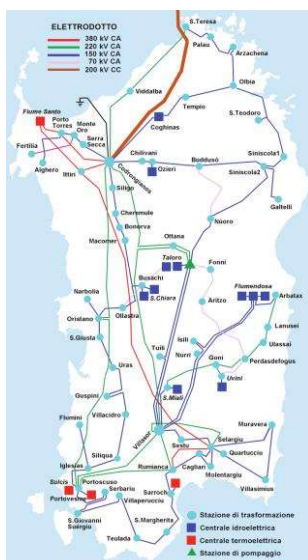 ELETTRODOTTO
380 kV CA
220 kV CA
150 kV CA
70 kV CA
200 kV CC
S.Teresa
Palau
Arzachena
Viddalba
Olbia
Tempio
Coghinas
S.Teodoro
Fiume Santo
Porto
Torres
Monte
Oro
Serra
Secca
Fertilia
Alghero
Ittiri
Codrongianos
Chilivani
Ozieri
Buddusò
Siniscola1
Siniscola2
Galtellì
Siligo
Cheremule
Bonorva
Macomer
Nùoro
Ottana
Taloro
Fonni
Buxachi
S.Chiara
Flumendosa
Arbatax
Narbolia
Oristano
Ollastra
S.Giusta
Aritzo
Lanusei
Ulassai
Isili
Nurri
Goni
Perdasdefogus
Tuili
Uras
Uvini
S.Miali
Guspini
Villacidro
Flumini
Villasor
Muravera
Selargiu
Sestu
Quartucciu
Iglesias
Siliqua
Rumianca
Cagliari
Molentargiu
Villasimius
Sulcis
Portoscuso
Portovesme
Serbariu
Villaperuccio
Sarroch
S.Giovanni
Suergiu
S.Margherita
Teulada
Stazione di trasformazione
Centrale idroelettrica
Centrale termoelettrica
Stazione di pompaggio